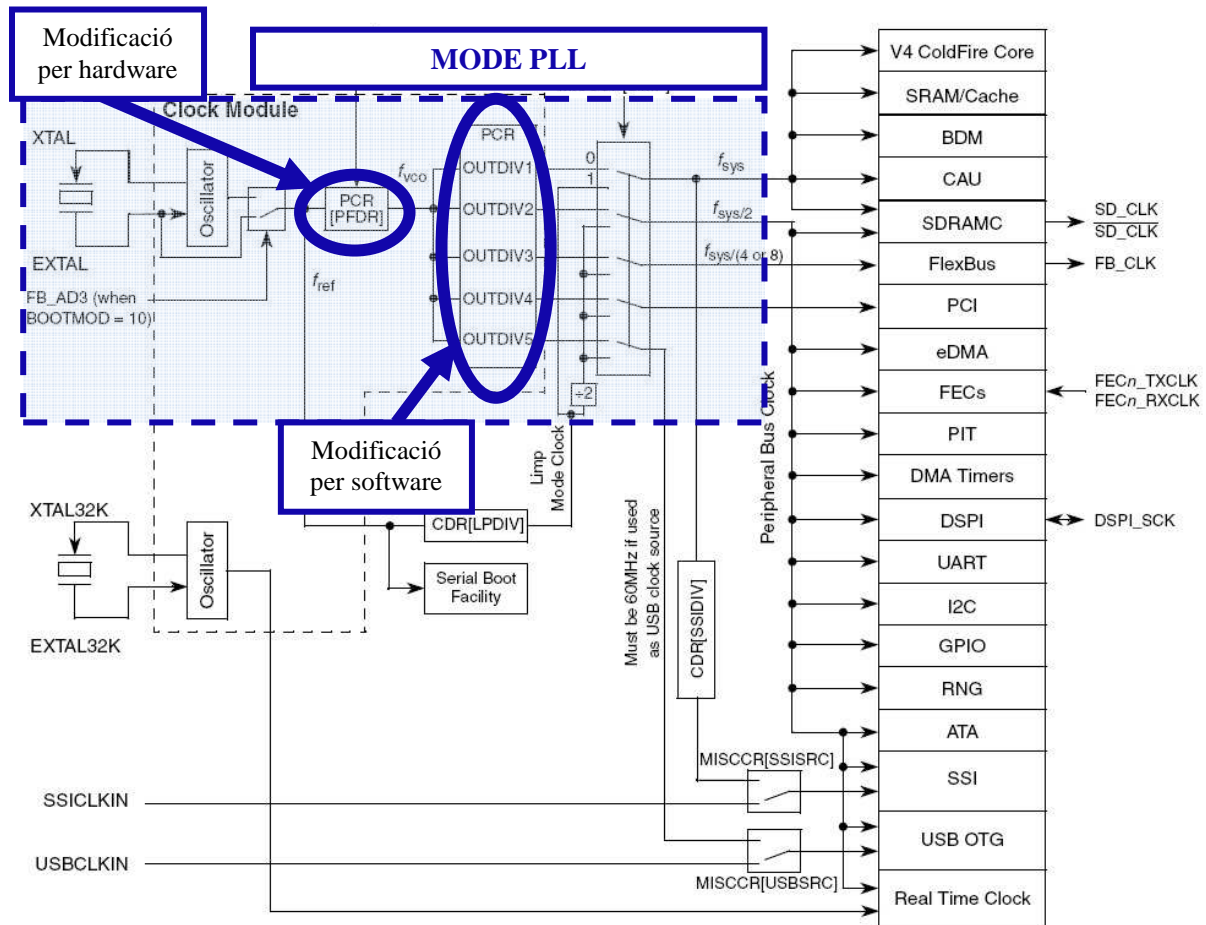 Modificació
per hardware
MODE PLL
Clock Module
XTAL
EXTAL
Oscillator
FB_AD3 (when
BOOTMOD = 10)
f_ref
PCR
[PFDR]
f_vco
PCR
OUTDIV1
OUTDIV2
OUTDIV3
OUTDIV4
OUTDIV5
0
1
÷2
f_sys
f_sys/2
f_sys/(4 or 8)
Modificació
per software
Limp
Mode Clock
XTAL32K
EXTAL32K
Oscillator
CDR[LPDIV]
Serial Boot
Facility
Must be 60MHz if used
as USB clock source
CDR[SSIDIV]
Peripheral Bus Clock
MISCCR[SSISRC]
SSICLKIN
USBCLKIN
MISCCR[USBSRC]
V4 ColdFire Core
SRAM/Cache
BDM
CAU
SDRAMC
SD_CLK
SD_CLK
FlexBus
FB_CLK
PCI
eDMA
FECs
FECn_TXCLK
FECn_RXCLK
PIT
DMA Timers
DSPI
DSPI_SCK
UART
I2C
GPIO
RNG
ATA
SSI
USB OTG
Real Time Clock